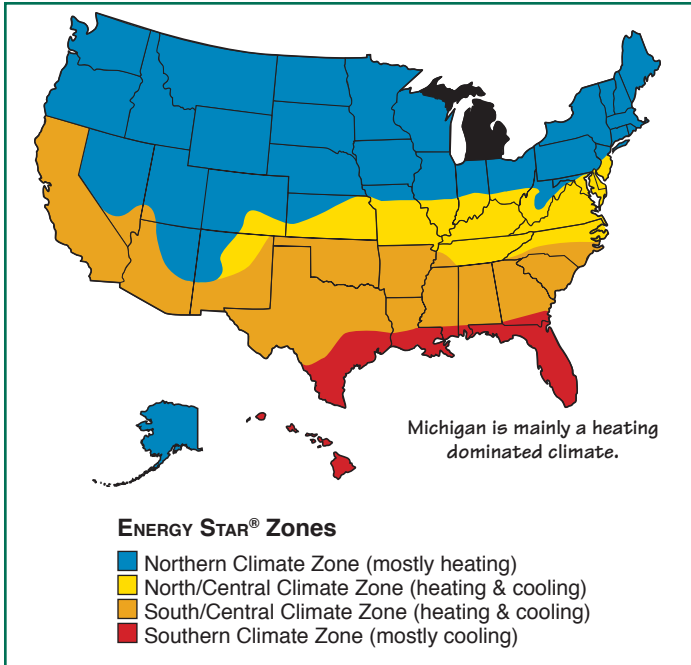 Michigan is mainly a heating
dominated climate.
ENERGY STAR® Zones
Northern Climate Zone (mostly heating)
North/Central Climate Zone (heating & cooling)
South/Central Climate Zone (heating & cooling)
Southern Climate Zone (mostly cooling)